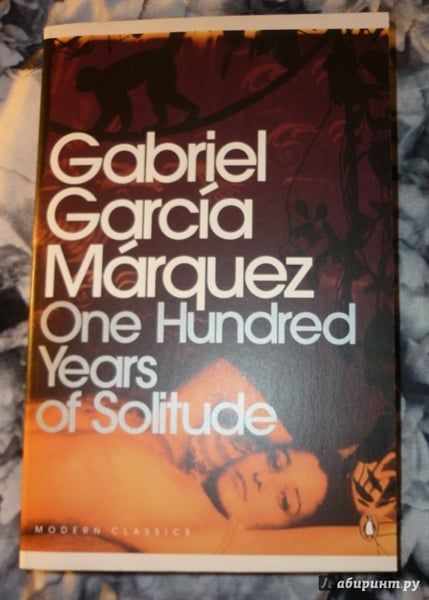 Gabriel
García
Márquez
One Hundred
Years
of Solitude
MODERN CLASSICS
Лабиринт.ру